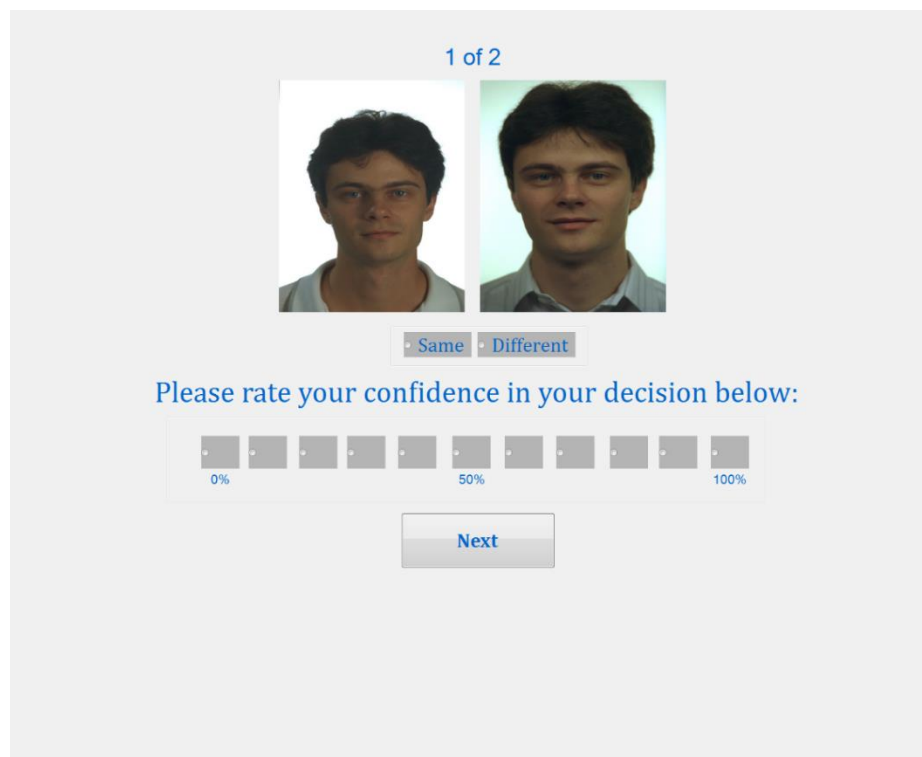 1 of 2
Same Different
Please rate your confidence in your decision below:
0% 50% 100%
Next